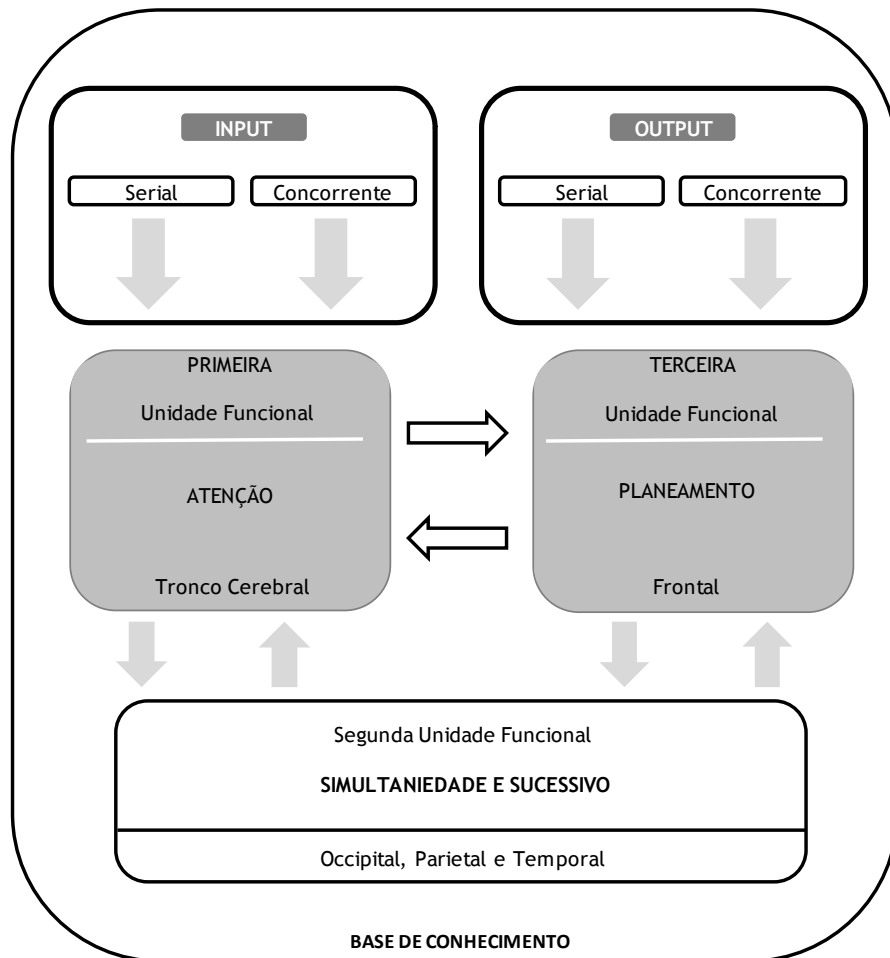 INPUT
Serial
Concorrente
OUTPUT
Serial
Concorrente
PRIMEIRA
Unidade Funcional
ATENÇÃO
Tronco Cerebral
TERCEIRA
Unidade Funcional
PLANEAMENTO
Frontal
Segunda Unidade Funcional
SIMULTANIEDADE E SUCESSIVO
Occipital, Parietal e Temporal
BASE DE CONHECIMENTO